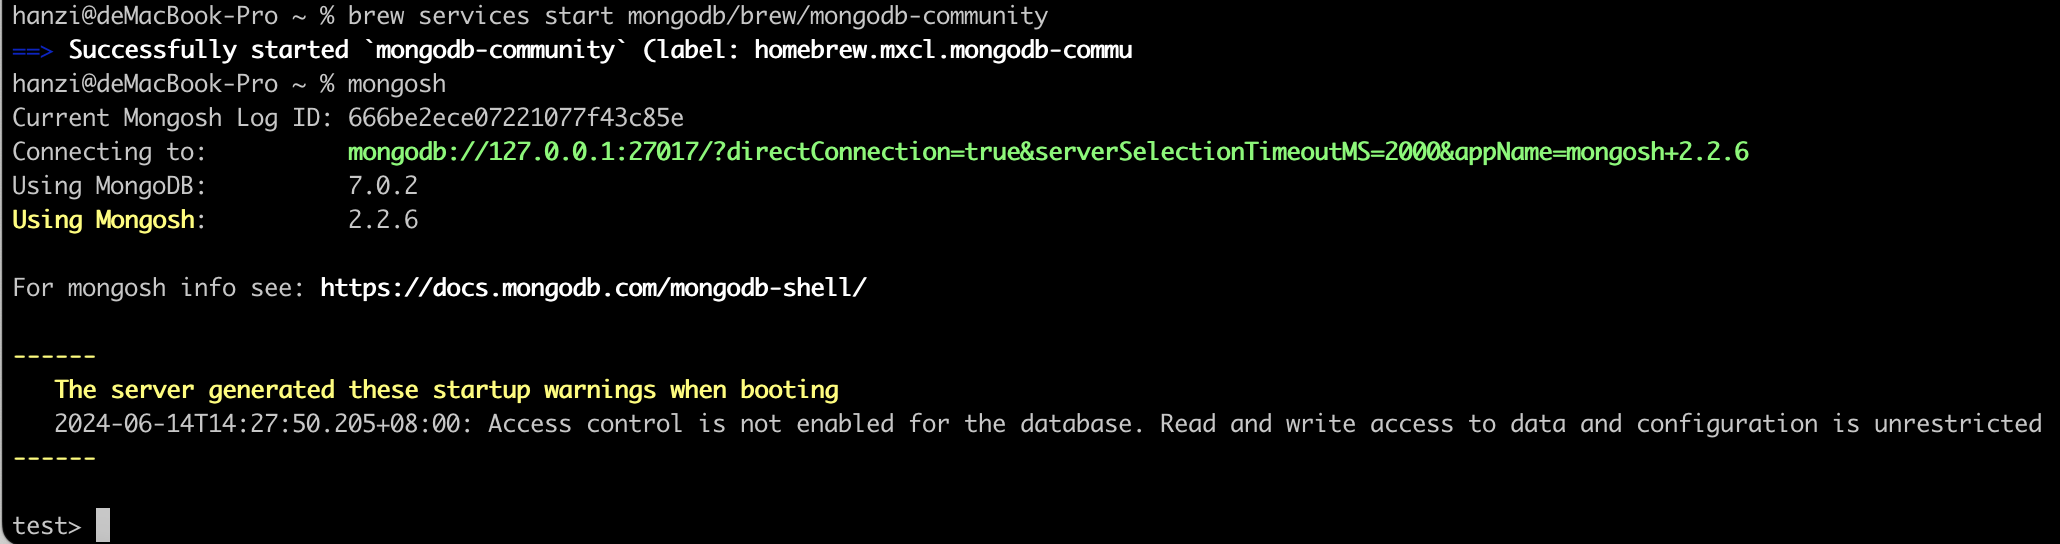 hanzi@deMacBook-Pro ~ % brew services start mongodb/brew/mongodb-community
==> Successfully started `mongodb-community` (label: homebrew.mxcl.mongodb-commu
hanzi@deMacBook-Pro ~ % mongosh
Current Mongosh Log ID: 666be2ece07221077f43c85e
Connecting to: mongodb://127.0.0.1:27017/?directConnection=true&serverSelectionTimeoutMS=2000&appName=mongosh+2.2.6
Using MongoDB: 7.0.2
Using Mongosh: 2.2.6
For mongosh info see: https://docs.mongodb.com/mongodb-shell/
------
The server generated these startup warnings when booting
2024-06-14T14:27:50.205+08:00: Access control is not enabled for the database. Read and write access to data and configuration is unrestricted
------
test>